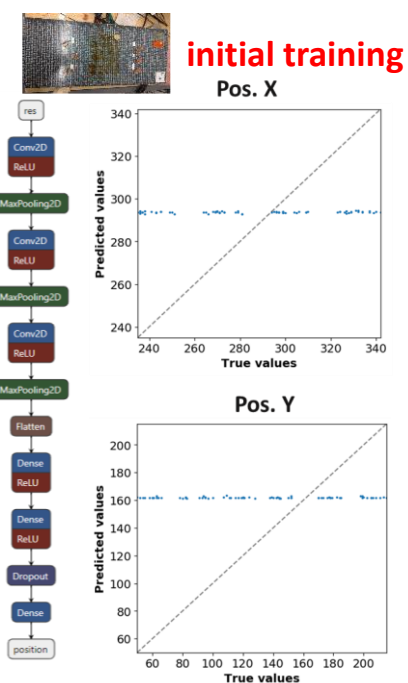 initial training
res
Conv2D
ReLU
MaxPooling2D
Conv2D
ReLU
MaxPooling2D
Conv2D
ReLU
MaxPooling2D
Flatten
Dense
ReLU
Dense
ReLU
Dropout
Dense
position
Pos. X
Predicted values
340
320
300
280
260
240
240 260 280 300 320 340
True values
Pos. Y
Predicted values
200
180
160
140
120
100
80
60
60 80 100 120 140 160 180 200
True values